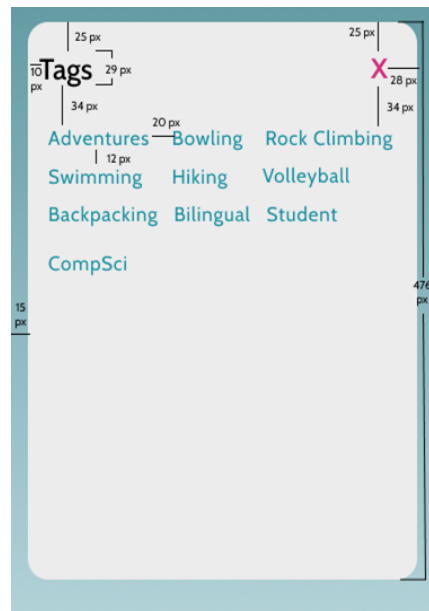 25 px 25 px
10 px Tags 29 px X 28 px
34 px 34 px
20 px
Adventures Bowling Rock Climbing
12 px
Swimming Hiking Volleyball
Backpacking Bilingual Student
CompSci
476 px
15 px